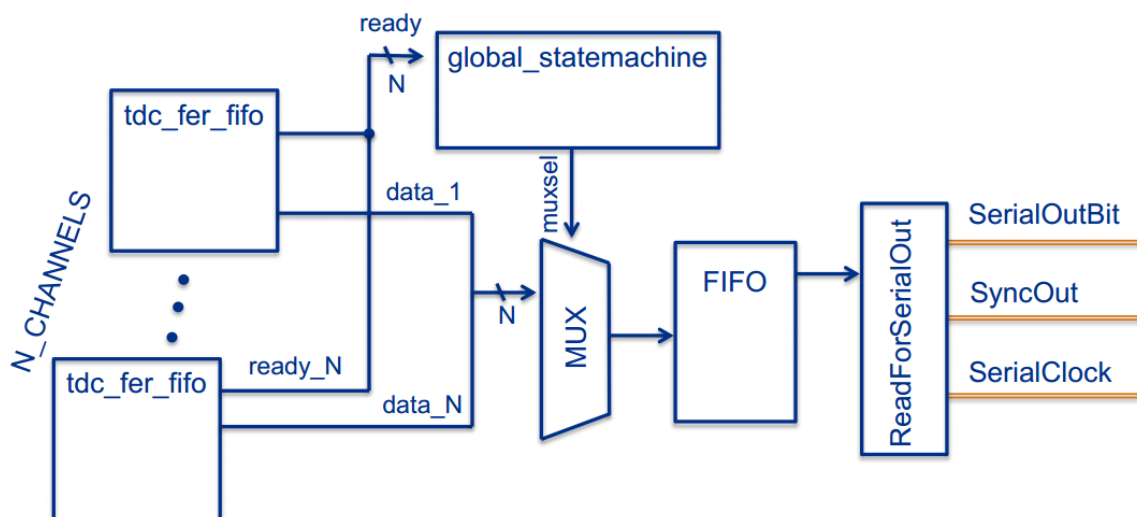 ready
N
global_statemachine
tdc_fer_fifo
muxsel
data_1
N_CHANNELS
SerialOutBit
FIFO
SyncOut
N
MUX
ReadForSerialOut
ready_N
tdc_fer_fifo
SerialClock
data_N